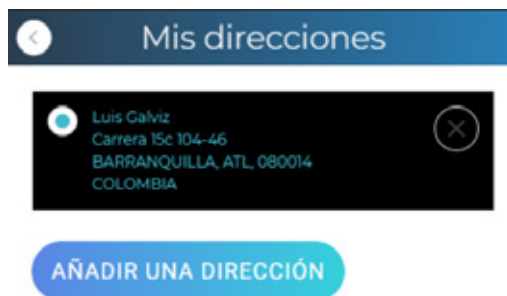 Mis direcciones
Luis Galviz
Carrera 15c 104-46
BARRANQUILLA, ATL, 080014
COLOMBIA
AÑADIR UNA DIRECCIÓN